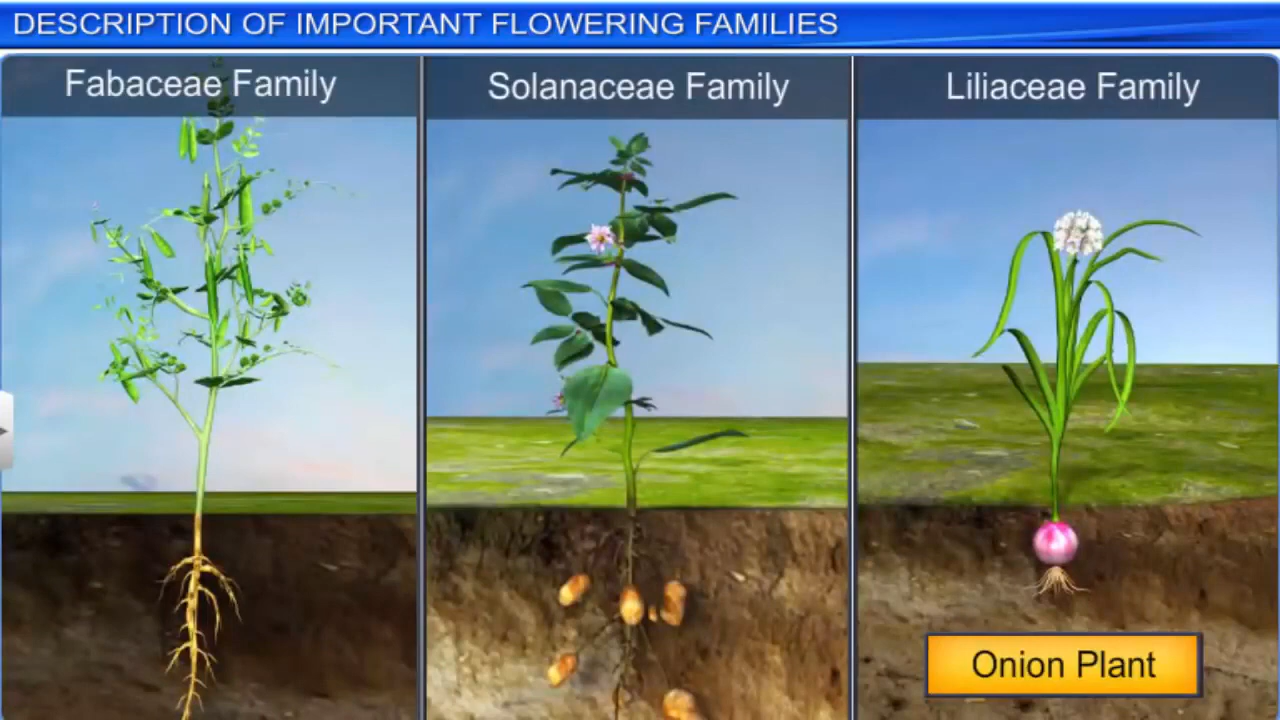 DESCRIPTION OF IMPORTANT FLOWERING FAMILIES
Fabaceae Family
Solanaceae Family
Liliaceae Family
Onion Plant